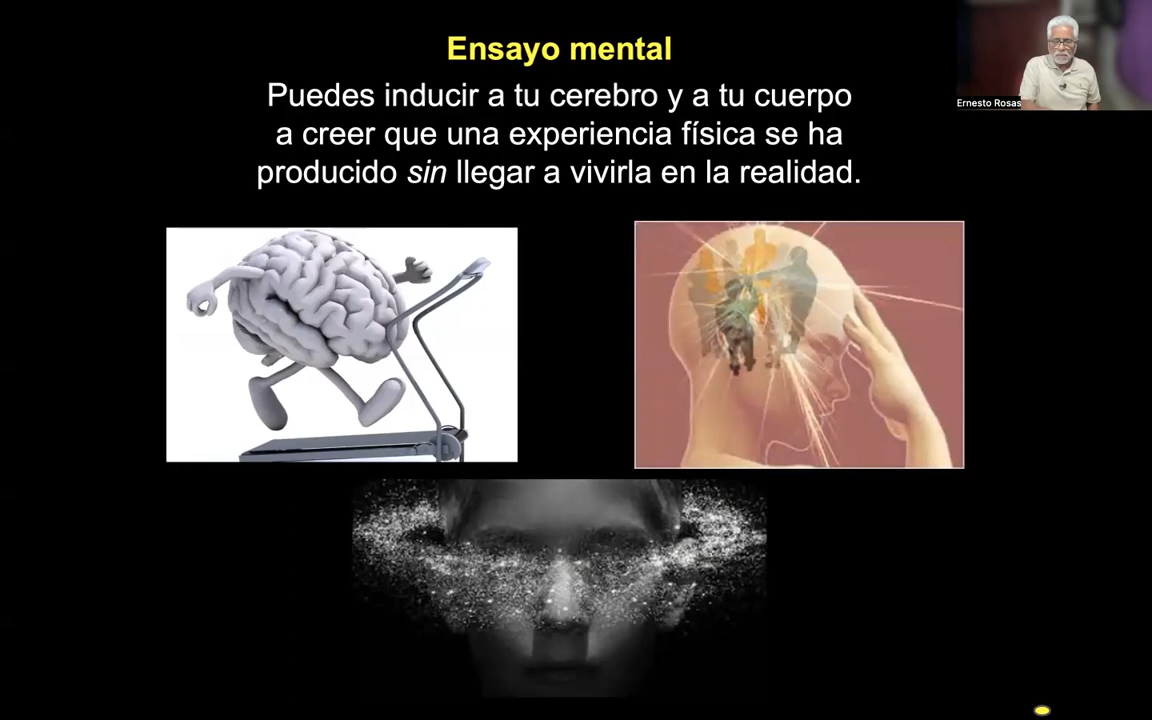 Ensayo mental
Puedes inducir a tu cerebro y a tu cuerpo
a creer que una experiencia física se ha
producido sin llegar a vivirla en la realidad.
Ernesto Rosas